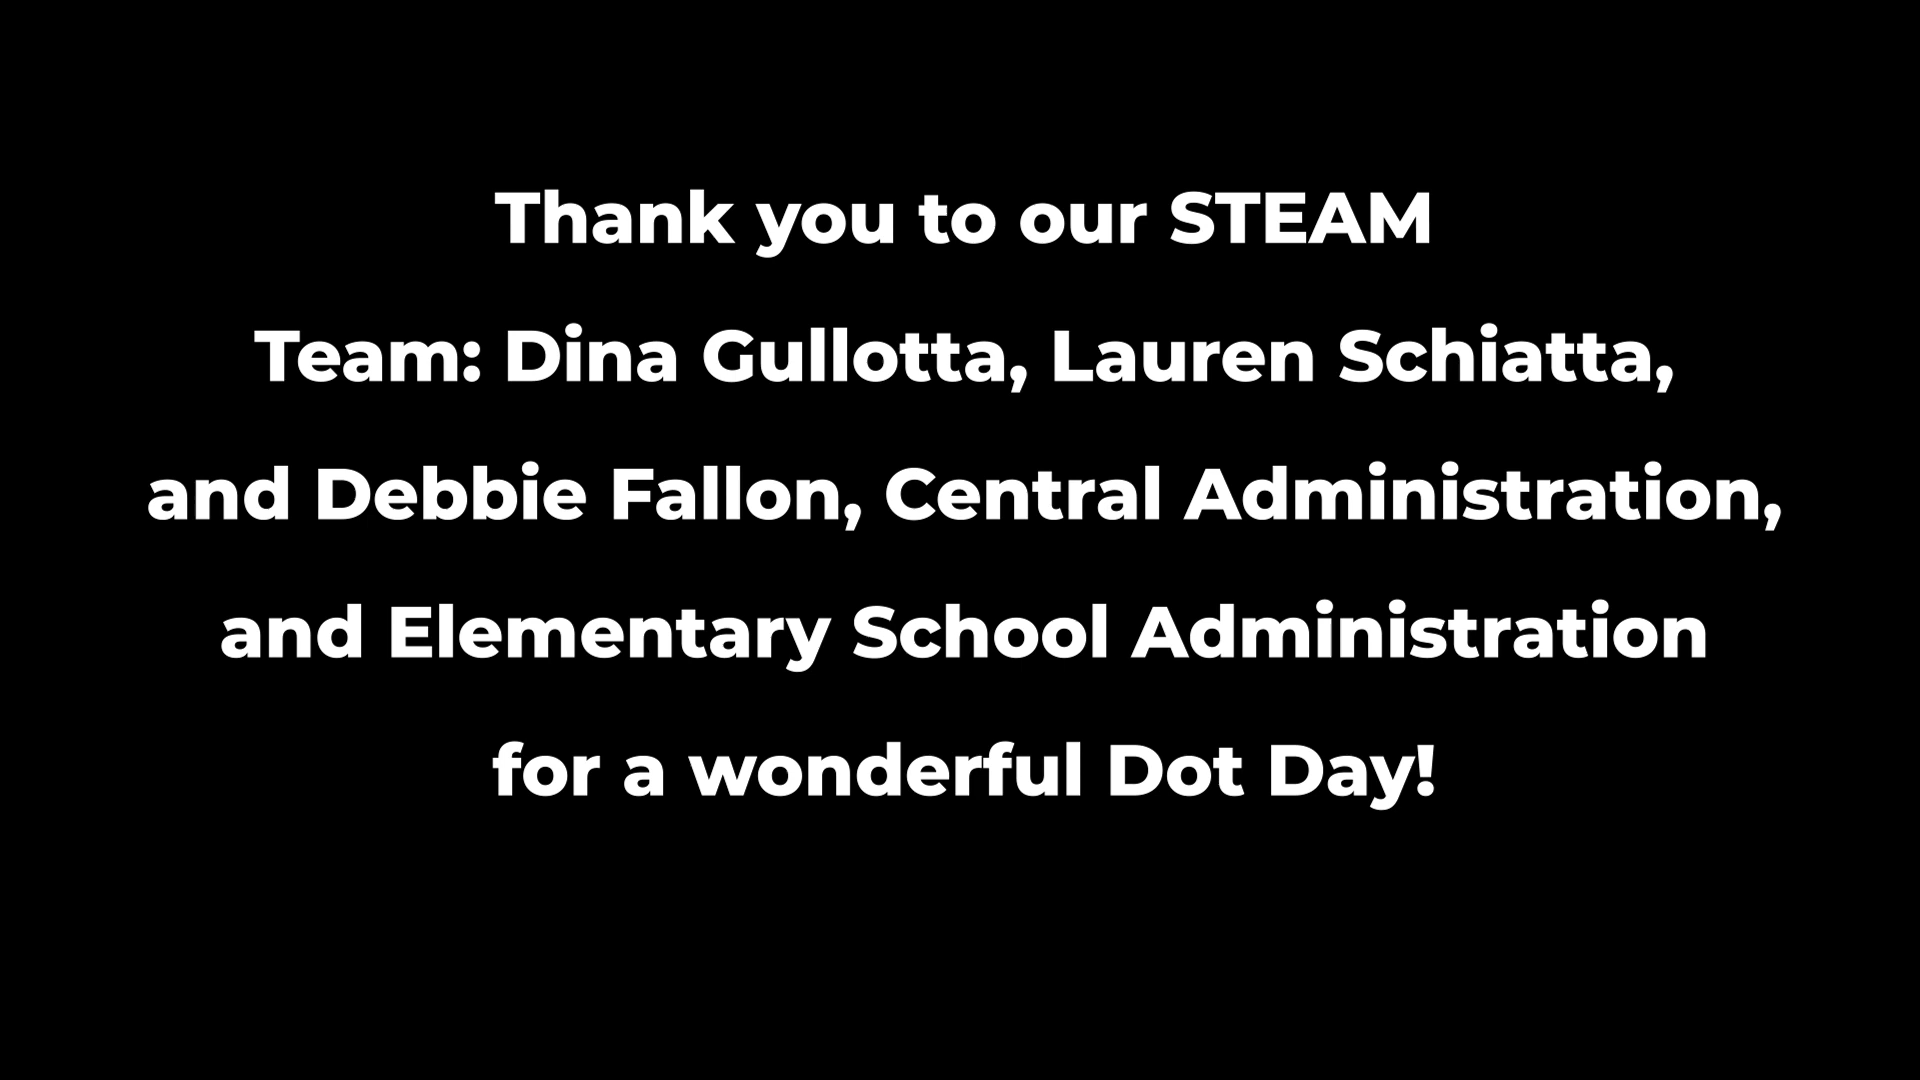 Thank you to our STEAM
Team: Dina Gullotta, Lauren Schiatta,
and Debbie Fallon, Central Administration,
and Elementary School Administration
for a wonderful Dot Day!